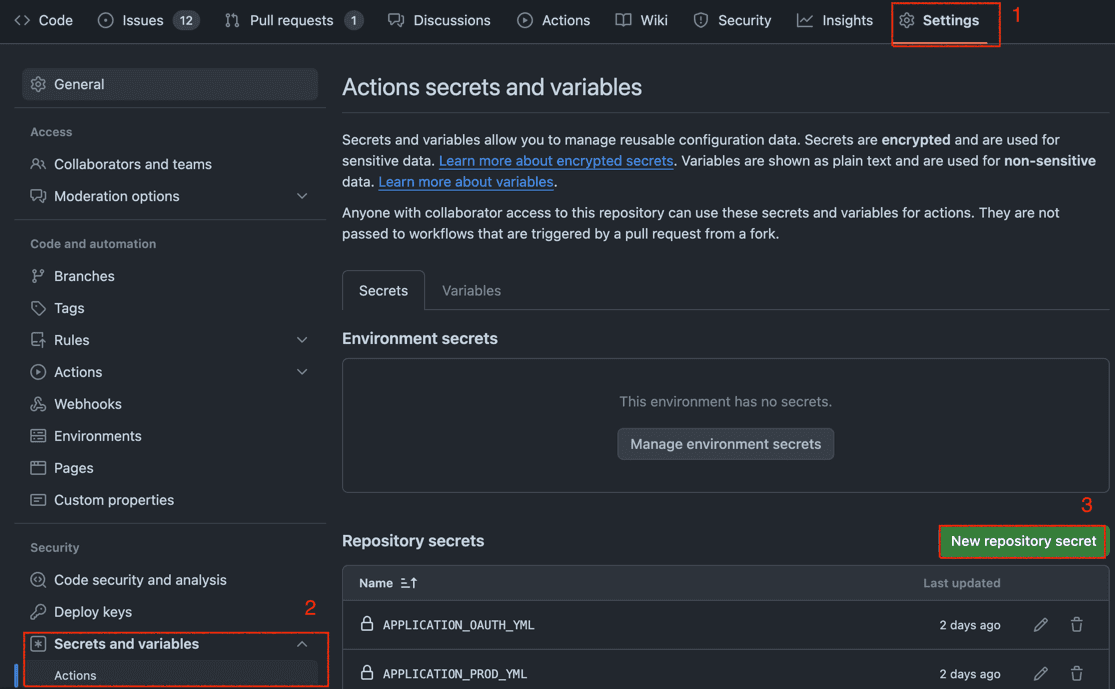 Code Issues 12 Pull requests 1 Discussions Actions Wiki Security Insights Settings 1
General
Access
Collaborators and teams
Moderation options
Code and automation
Branches
Tags
Rules
Actions
Webhooks
Environments
Pages
Custom properties
Security
Code security and analysis
Deploy keys
2
Secrets and variables
Actions
Actions secrets and variables
Secrets and variables allow you to manage reusable configuration data. Secrets are encrypted and are used for
sensitive data. Learn more about encrypted secrets. Variables are shown as plain text and are used for non-sensitive
data. Learn more about variables.
Anyone with collaborator access to this repository can use these secrets and variables for actions. They are not
passed to workflows that are triggered by a pull request from a fork.
Secrets Variables
Environment secrets
This environment has no secrets.
Manage environment secrets
3
Repository secrets New repository secret
Name Last updated
APPLICATION_OAUTH_YML 2 days ago
APPLICATION_PROD_YML 2 days ago